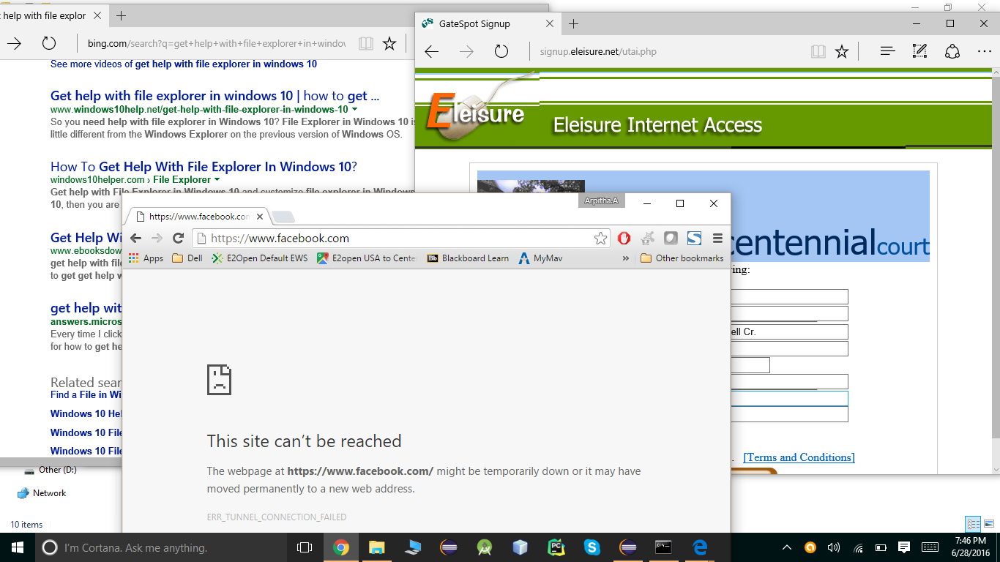 t help with file explor
bing.com/search?q=get+help+with+file+explorer+in+window
See more videos of get help with file explorer in windows 10
Get help with file explorer in windows 10 | how to get ...
www.windows10help.net/get-help-with-file-explorer-in-windows-10
So you need help with file explorer in Windows 10? File Explorer in Windows 10 is
little different from the Windows Explorer on the previous version of Windows OS.
How To Get Help With File Explorer In Windows 10?
windows10helper.com › File Explorer
Get help with File Explorer in Windows 10 and customize file explorer in Windows
10, then you are
Get Help Wi
www.ebooksdow
get help with file
to get get help w
get help wit
answers.micros
Every time I click
for how to get he
Related sear
Find a File in Wi
Windows 10 Hel
Windows 10 File
Windows 10 File
Other (D:)
Network
10 items
GateSpot Signup
signup.eleisure.net/utai.php
Eleisure
Eleisure Internet Access
centennialcourt
ring:
ell Cr.
. [Terms and Conditions]
Arpitha.A
https://www.facebook.com
https://www.facebook.com
Apps
Dell
E2Open Default EWS
E2open USA to Cente
Bb
Blackboard Learn
MyMav
»
Other bookmarks
This site can’t be reached
The webpage at https://www.facebook.com/ might be temporarily down or it may have
moved permanently to a new web address.
ERR_TUNNEL_CONNECTION_FAILED
I'm Cortana. Ask me anything.
PC
7:46 PM
6/28/2016